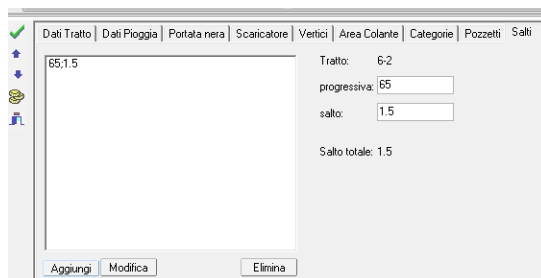 Dati Tratto Dati Pioggia Portata nera Scaricatore Vertici Area Colante Categorie Pozzetti Salti
65;1.5
Tratto: 6-2
progressiva: 65
salto: 1.5
Salto totale: 1.5
Aggiungi Modifica Elimina